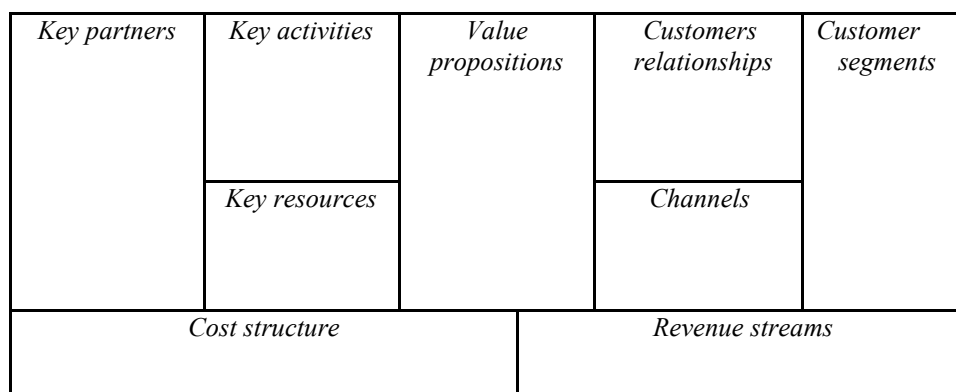 Key partners
Key activities
Value
propositions
Customers
relationships
Customer
segments
Key resources
Channels
Cost structure
Revenue streams